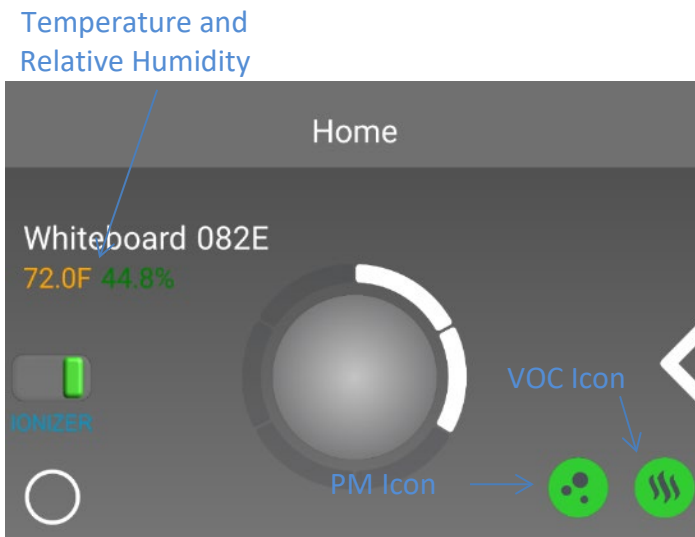 Temperature and
Relative Humidity
Home
Whiteboard 082E
72.0F 44.8%
IONIZER
VOC Icon
PM Icon